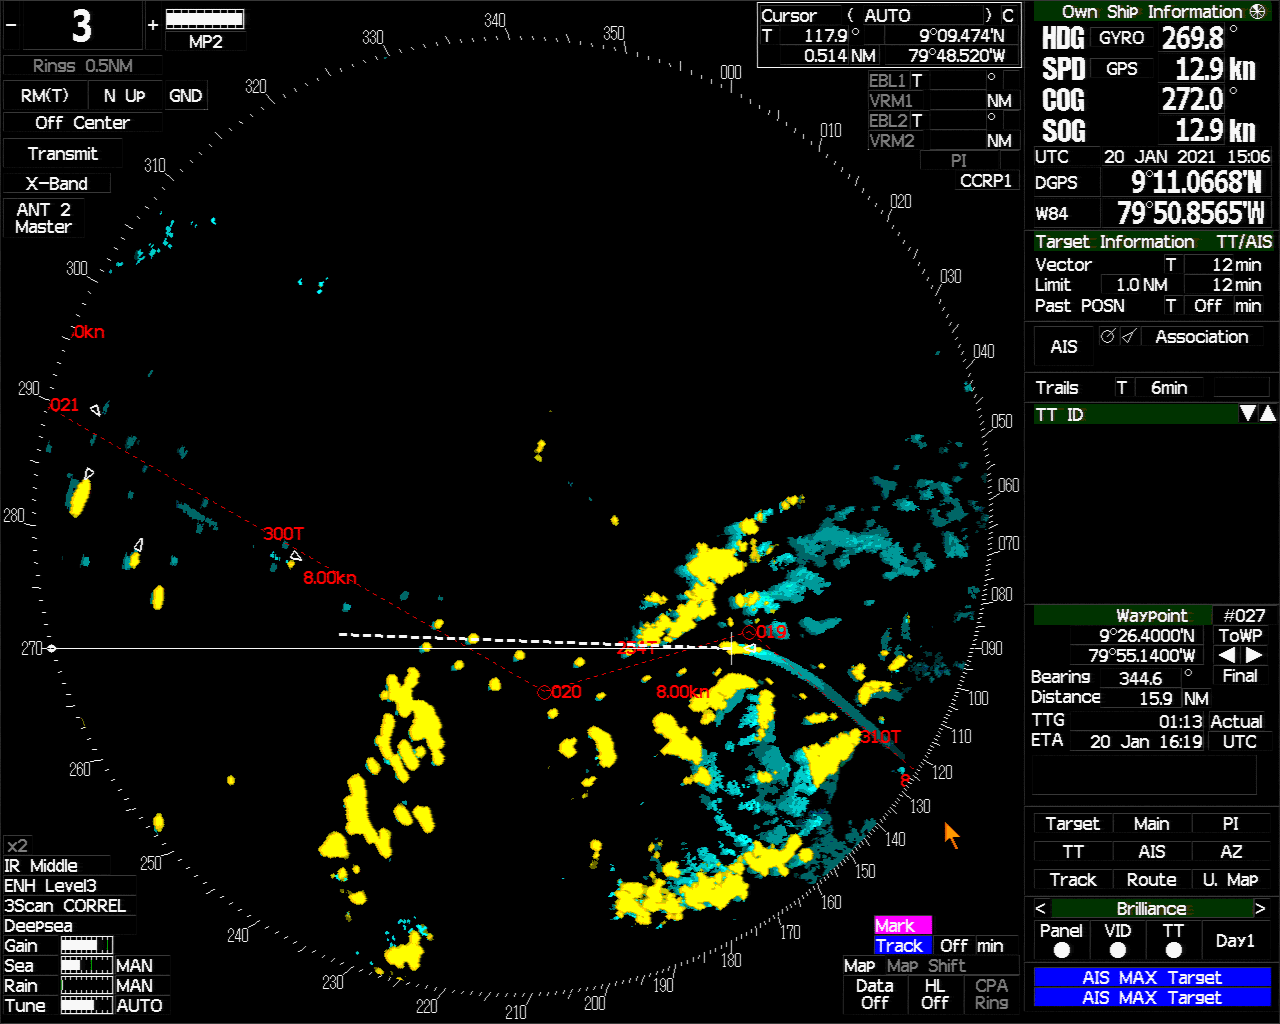 − 3 +
MP2
Rings 0.5NM
RM(T) N Up GND
Off Center
Transmit
X-Band
ANT 2
Master
Cursor ( AUTO ) C
T 117.9° 9°09.474'N
0.514 NM 79°48.520'W
EBL1 T °
VRM1 NM
EBL2 T °
VRM2 NM
PI
CCRP1
340
350
000
010
020
030
040
050
060
070
080
090
100
110
120
130
140
150
160
170
180
190
200
210
220
230
240
250
260
270
280
290
300
310
320
330
0kn
021
300T
8.00kn
019
020
8.00kn
310T
x2
IR Middle
ENH Level3
3Scan CORREL
Deepsea
Gain
Sea MAN
Rain MAN
Tune AUTO
Mark
Track Off min
Map Map Shift
Data Off HL Off CPA Ring
Own Ship Information
HDG GYRO 269.8°
SPD GPS 12.9 kn
COG 272.0°
SOG 12.9 kn
UTC 20 JAN 2021 15:06
DGPS 9°11.0668'N
W84 79°50.8565'W
Target Information TT/AIS
Vector T 12 min
Limit 1.0 NM 12 min
Past POSN T Off min
AIS Association
Trails T 6min
TT ID
Waypoint #027
9°26.4000'N ToWP
79°55.1400'W
Bearing 344.6° Final
Distance 15.9 NM
TTG 01:13 Actual
ETA 20 Jan 16:19 UTC
Target Main PI
TT AIS AZ
Track Route U. Map
< Brilliance >
Panel VID TT Day1
AIS MAX Target
AIS MAX Target